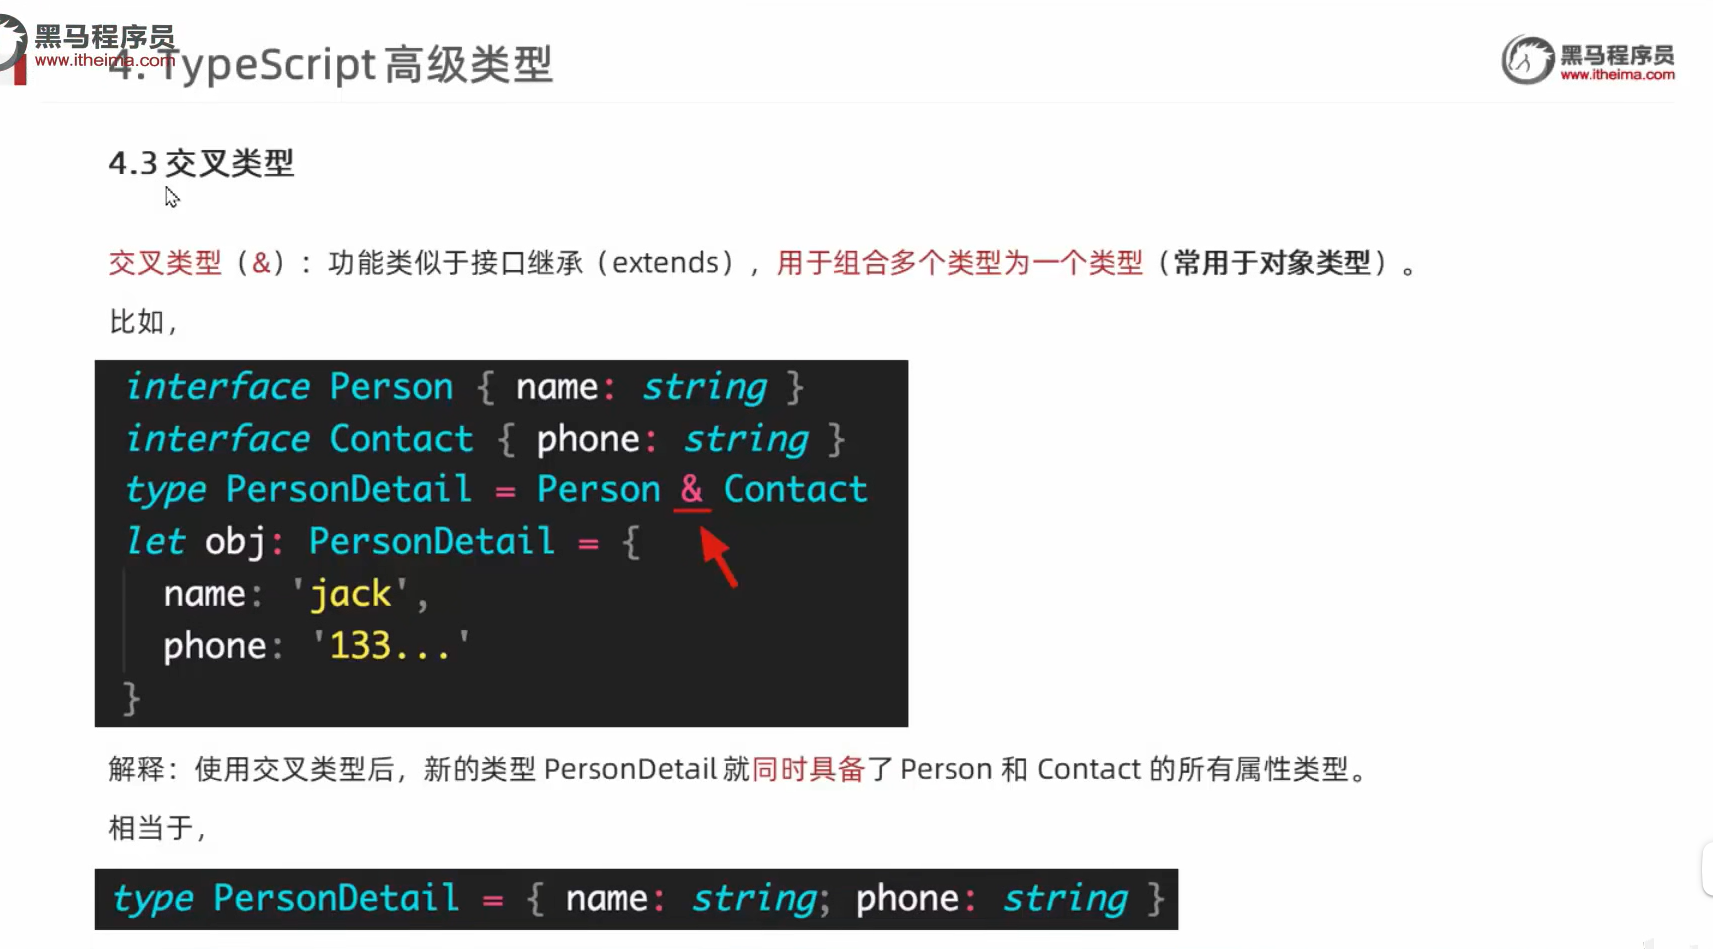 黑马程序员
www.itheima.com
4. TypeScript 高级类型
黑马程序员
www.itheima.com
4.3 交叉类型
交叉类型（&）：功能类似于接口继承（extends），用于组合多个类型为一个类型（常用于对象类型）。
比如，
interface Person { name: string }
interface Contact { phone: string }
type PersonDetail = Person & Contact
let obj: PersonDetail = {
name: 'jack',
phone: '133...'
}
解释：使用交叉类型后，新的类型 PersonDetail 就同时具备了 Person 和 Contact 的所有属性类型。
相当于，
type PersonDetail = { name: string; phone: string }